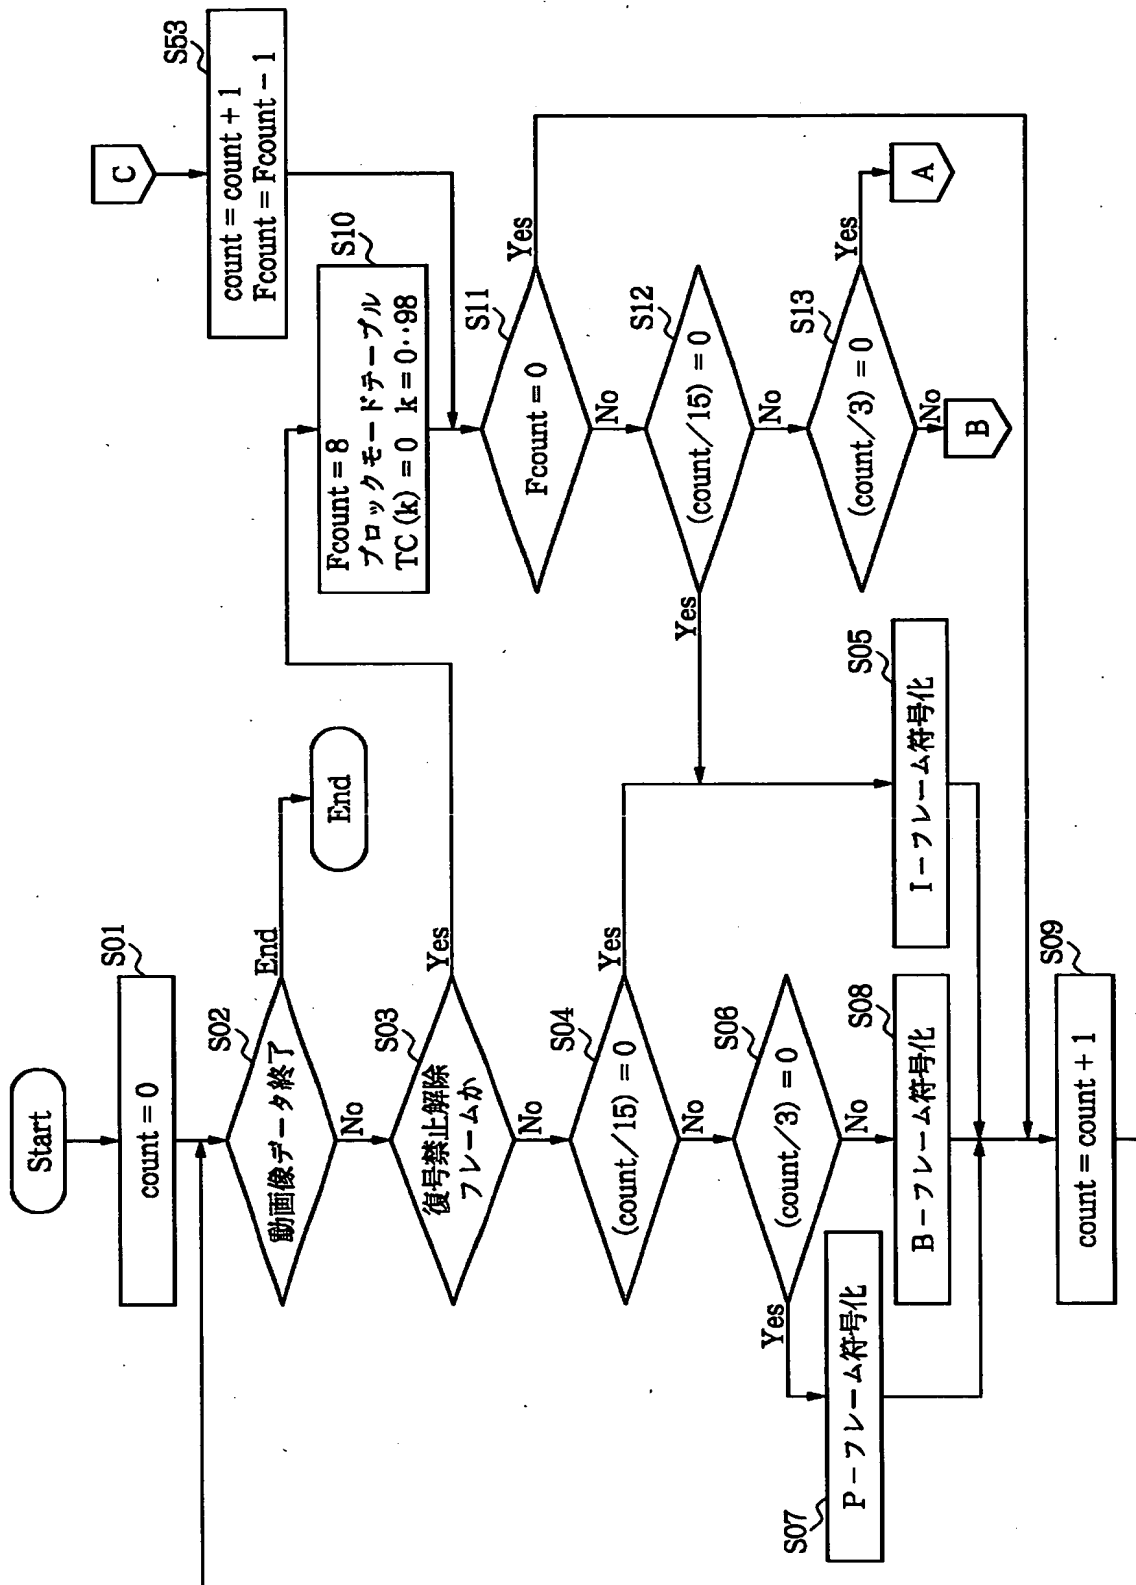 Start
S01
count = 0
S02
動画像データ終了
End
No
End
S03
復号禁止解除
フレームか
Yes
No
S04
(count/15) = 0
Yes
No
S06
(count/3) = 0
Yes
No
S07
P-フレーム符号化
S08
B-フレーム符号化
S05
I-フレーム符号化
S09
count = count + 1
C
S53
count = count + 1
Fcount = Fcount - 1
S10
Fcount = 8
ブロックモードテーブル
TC (k) = 0 k = 0‥98
S11
Fcount = 0
Yes
No
S12
(count/15) = 0
Yes
No
S13
(count/3) = 0
Yes
No
A
B